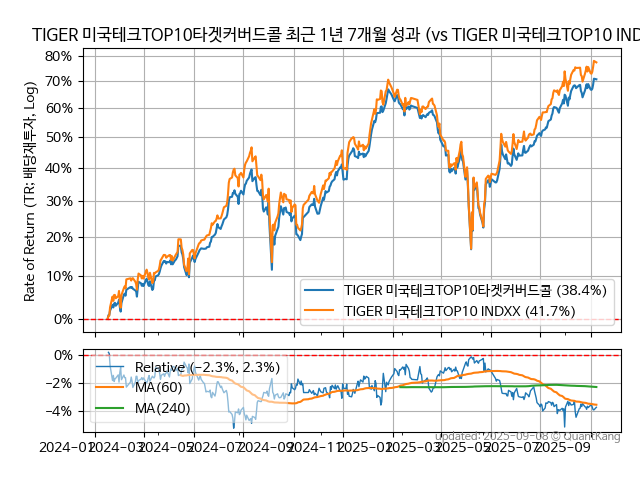 TIGER 미국테크TOP10타겟커버드콜 최근 1년 7개월 성과 (vs TIGER 미국테크TOP10 IND
80%
70%
60%
50%
40%
30%
20%
10%
0%
Rate of Return (TR: 배당재투자, Log)
TIGER 미국테크TOP10타겟커버드콜 (38.4%)
TIGER 미국테크TOP10 INDXX (41.7%)
0%
−2%
−4%
Relative (−2.3%, 2.3%)
MA(60)
MA(240)
2024-01 2024-03 2024-05 2024-07 2024-09 2024-11 2025-01 2025-03 2025-05 2025-07 2025-09
updated: 2025-09-08 © QuantKang